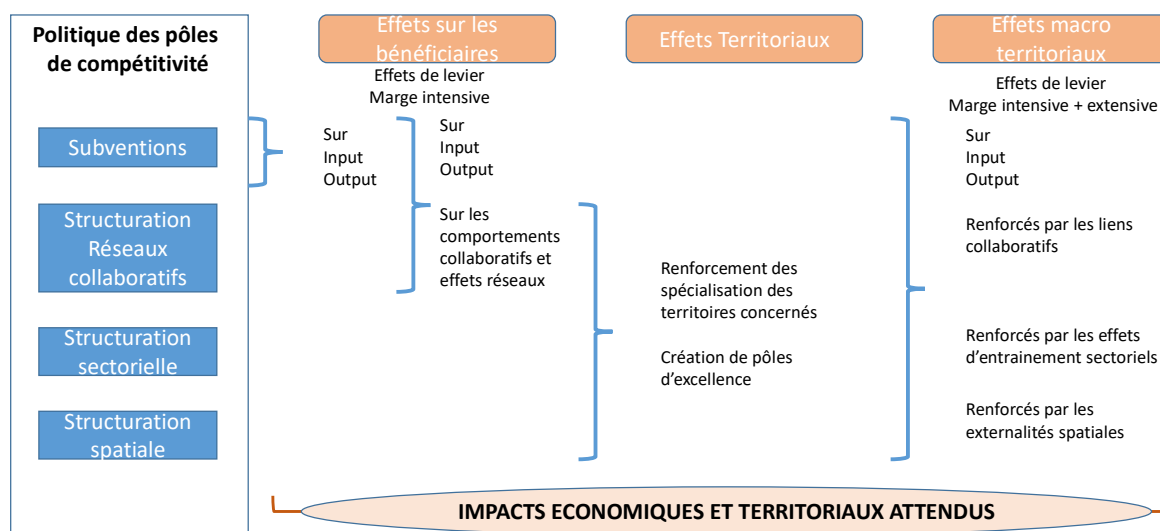 Politique des pôles
de compétitivité
Subventions
Structuration
Réseaux
collaboratifs
Structuration
sectorielle
Structuration
spatiale
Effets sur les
bénéficiaires
Effets de levier
Marge intensive
Sur
Input
Output
Sur
Input
Output
Sur les
comportements
collaboratifs et
effets réseaux
Effets Territoriaux
Renforcement des
spécialisation des
territoires concernés
Création de pôles
d’excellence
Effets macro
territoriaux
Effets de levier
Marge intensive + extensive
Sur
Input
Output
Renforcés par les liens
collaboratifs
Renforcés par les effets
d’entrainement sectoriels
Renforcés par les
externalités spatiales
IMPACTS ECONOMIQUES ET TERRITORIAUX ATTENDUS